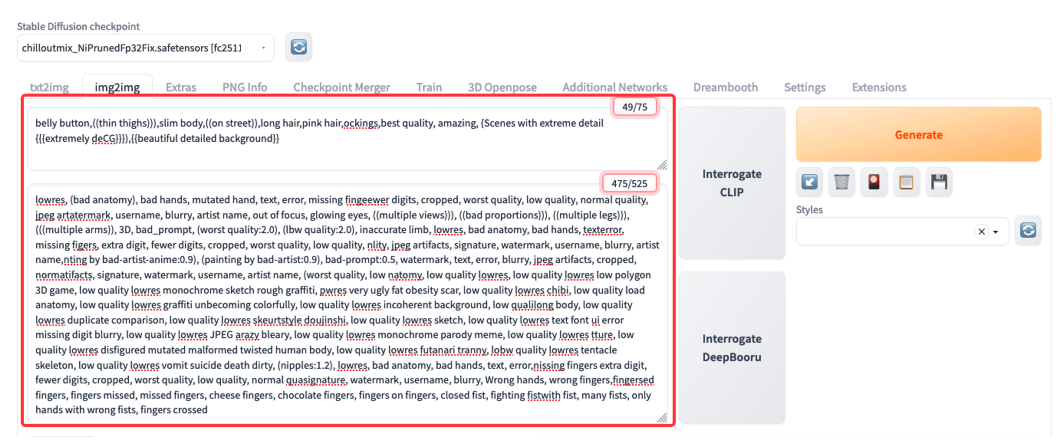 Stable Diffusion checkpoint
chilloutmix_NiPrunedFp32Fix.safetensors [fc251]
txt2img img2img Extras PNG Info Checkpoint Merger Train 3D Openpose Additional Networks Dreambooth Settings Extensions
49/75
belly button,((thin thighs))),slim body,((on street)),long hair,pink hair,ockings,best quality, amazing, {Scenes with extreme detail
{{{extremely deCG}}}},{{beautiful detailed background}}
475/525
lowres, (bad anatomy), bad hands, mutated hand, text, error, missing fingeewer digits, cropped, worst quality, low quality, normal quality,
jpeg artatermark, username, blurry, artist name, out of focus, glowing eyes, ((multiple views))), ((bad proportions))), ((multiple legs))),
(((multiple arms)), 3D, bad_prompt, (worst quality:2.0), (lbw quality:2.0), inaccurate limb, lowres, bad anatomy, bad hands, texterror,
missing figers, extra digit, fewer digits, cropped, worst quality, low quality, nlity, jpeg artifacts, signature, watermark, username, blurry, artist
name,nting by bad-artist-anime:0.9), (painting by bad-artist:0.9), bad-prompt:0.5, watermark, text, error, blurry, jpeg artifacts, cropped,
normatifacts, signature, watermark, username, artist name, (worst quality, low natomy, low quality lowres, low quality lowres low polygon
3D game, low quality lowres monochrome sketch rough graffiti, pwres very ugly fat obesity scar, low quality lowres chibi, low quality load
anatomy, low quality lowres graffiti unbecoming colorfully, low quality lowres incoherent background, low qualilong body, low quality
lowres duplicate comparison, low quality lowres skeurtstyle doujinshi, low quality lowres sketch, low quality lowres text font ui error
missing digit blurry, low quality lowres JPEG arazy bleary, low quality lowres monochrome parody meme, low quality lowres tture, low
quality lowres disfigured mutated malformed twisted human body, low quality lowres futanari tranny, lobw quality lowres tentacle
skeleton, low quality lowres vomit suicide death dirty, (nipples:1.2), lowres, bad anatomy, bad hands, text, error,nissing fingers extra digit,
fewer digits, cropped, worst quality, low quality, normal quasignature, watermark, username, blurry, Wrong hands, wrong fingers,fingersed
fingers, fingers missed, missed fingers, cheese fingers, chocolate fingers, fingers on fingers, closed fist, fighting fistwith fist, many fists, only
hands with wrong fists, fingers crossed
Interrogate
CLIP
Interrogate
DeepBooru
Generate
Styles